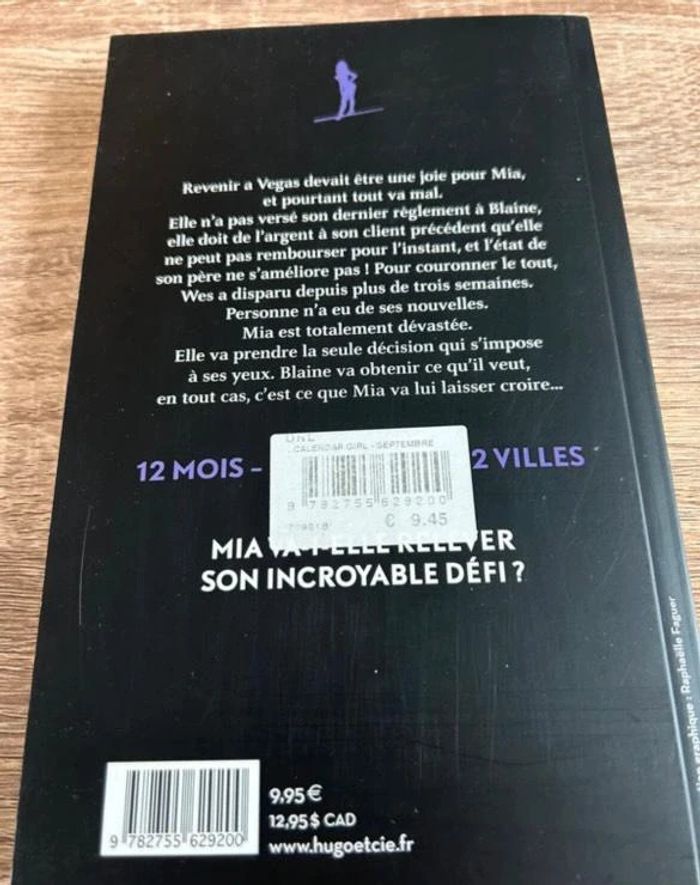 Revenir a Vegas devait être une joie pour Mia,
et pourtant tout va mal.
Elle n'a pas versé son dernier règlement à Blaine,
elle doit de l'argent à son client précédent qu'elle
ne peut pas rembourser pour l'instant, et l'état de
son père ne s'améliore pas ! Pour couronner le tout,
Wes a disparu depuis plus de trois semaines.
Personne n'a eu de ses nouvelles.
Mia est totalement dévastée.
Elle va prendre la seule décision qui s'impose
à ses yeux. Blaine va obtenir ce qu'il veut,
en tout cas, c'est ce que Mia va lui laisser croire...
CALENDAR GIRL - SEPTEMBRE
12 MOIS – 2 VILLES
9 782755 629200
€ 9.45
MIA VA-T-ELLE RELEVER
SON INCROYABLE DÉFI ?
9,95 €
12,95 $ CAD
www.hugoetcie.fr
9 782755 629200
graphique : Raphaëlle Faguer